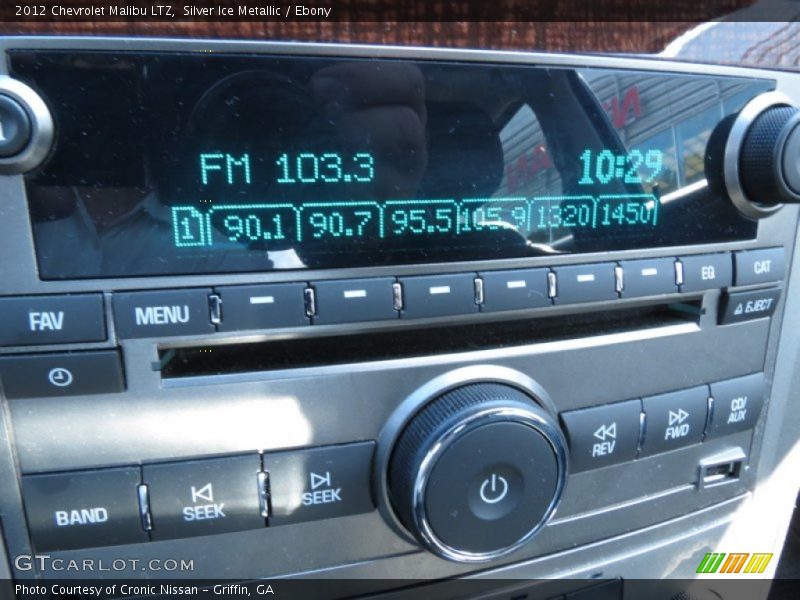 2012 Chevrolet Malibu LTZ, Silver Ice Metallic / Ebony
FM 103.3 10:29
1 90.1 90.7 95.5 105.9 1320 1450
FAV MENU EQ CAT
EJECT
REV FWD CD/AUX
BAND SEEK SEEK
GTCARLOT.COM
Photo Courtesy of Cronic Nissan - Griffin, GA